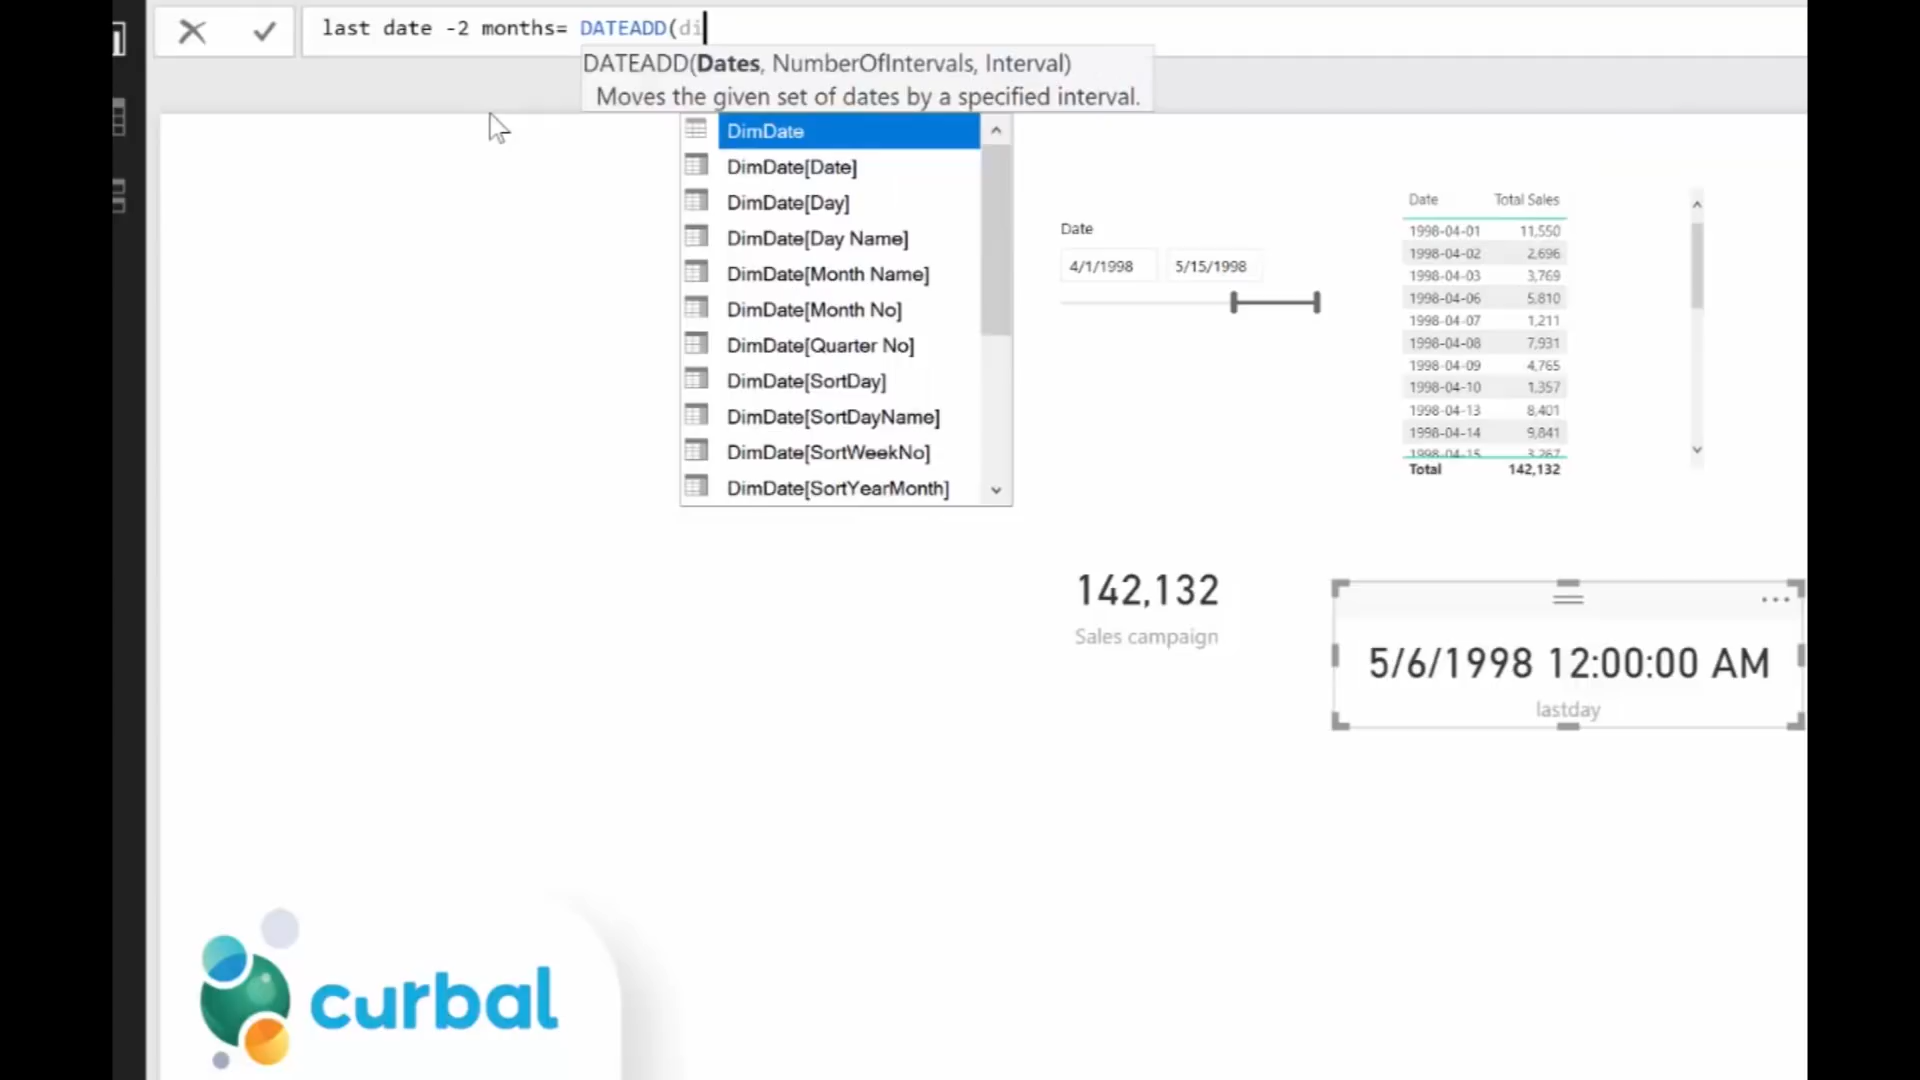 last date -2 months= DATEADD(di
DATEADD(Dates, NumberOfIntervals, Interval)
Moves the given set of dates by a specified interval.
DimDate
DimDate[Date]
DimDate[Day]
DimDate[Day Name]
DimDate[Month Name]
DimDate[Month No]
DimDate[Quarter No]
DimDate[SortDay]
DimDate[SortDayName]
DimDate[SortWeekNo]
DimDate[SortYearMonth]
Date
4/1/1998 5/15/1998
Date Total Sales
1998-04-01 11,550
1998-04-02 2,696
1998-04-03 3,769
1998-04-06 5,810
1998-04-07 1,211
1998-04-08 7,931
1998-04-09 4,765
1998-04-10 1,357
1998-04-13 8,401
1998-04-14 9,841
1998-04-15 3,267
Total 142,132
142,132
Sales campaign
5/6/1998 12:00:00 AM
lastday
curbal